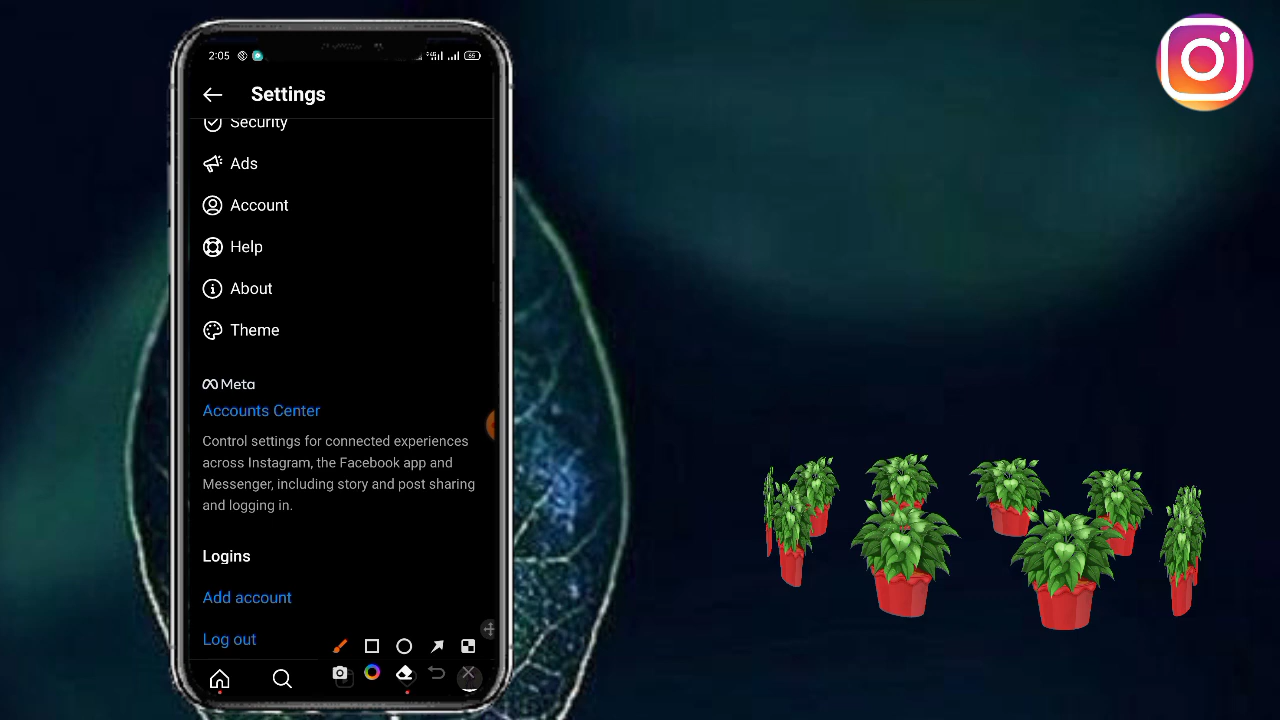 2:05
65
Settings
Security
Ads
Account
Help
About
Theme
Meta
Accounts Center
Control settings for connected experiences
across Instagram, the Facebook app and
Messenger, including story and post sharing
and logging in.
Logins
Add account
Log out